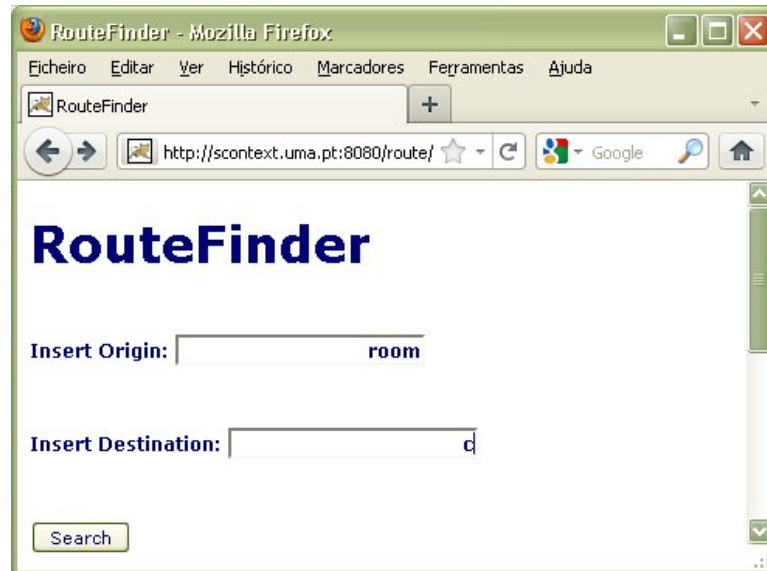 RouteFinder - Mozilla Firefox
Ficheiro Editar Ver Histórico Marcadores Ferramentas Ajuda
RouteFinder +
http://scontext.uma.pt:8080/route/ Google
RouteFinder
Insert Origin: room
Insert Destination: c
Search